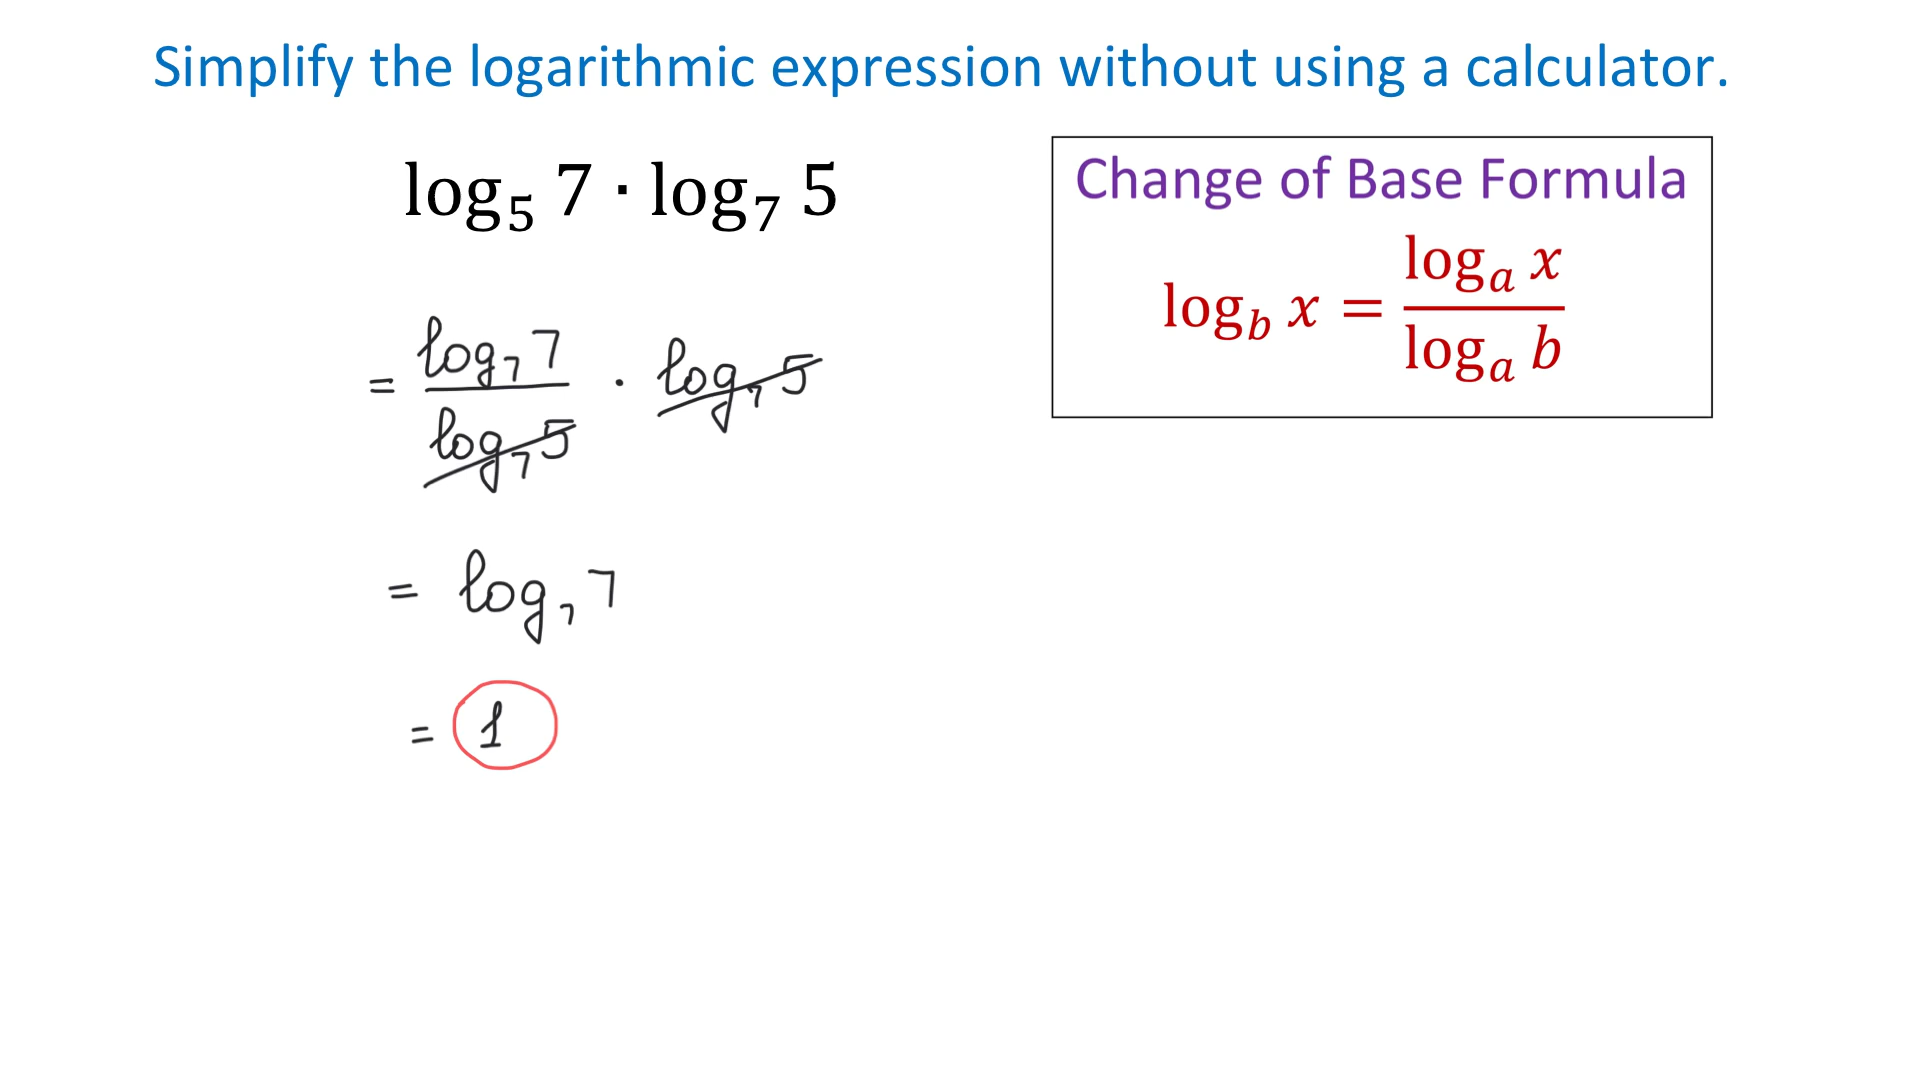 Simplify the logarithmic expression without using a calculator.
log₅ 7 · log₇ 5
= log₇ 7 / log₇ 5 · log₇ 5
= log₇ 7
= 1
Change of Base Formula
log_b x = log_a x / log_a b